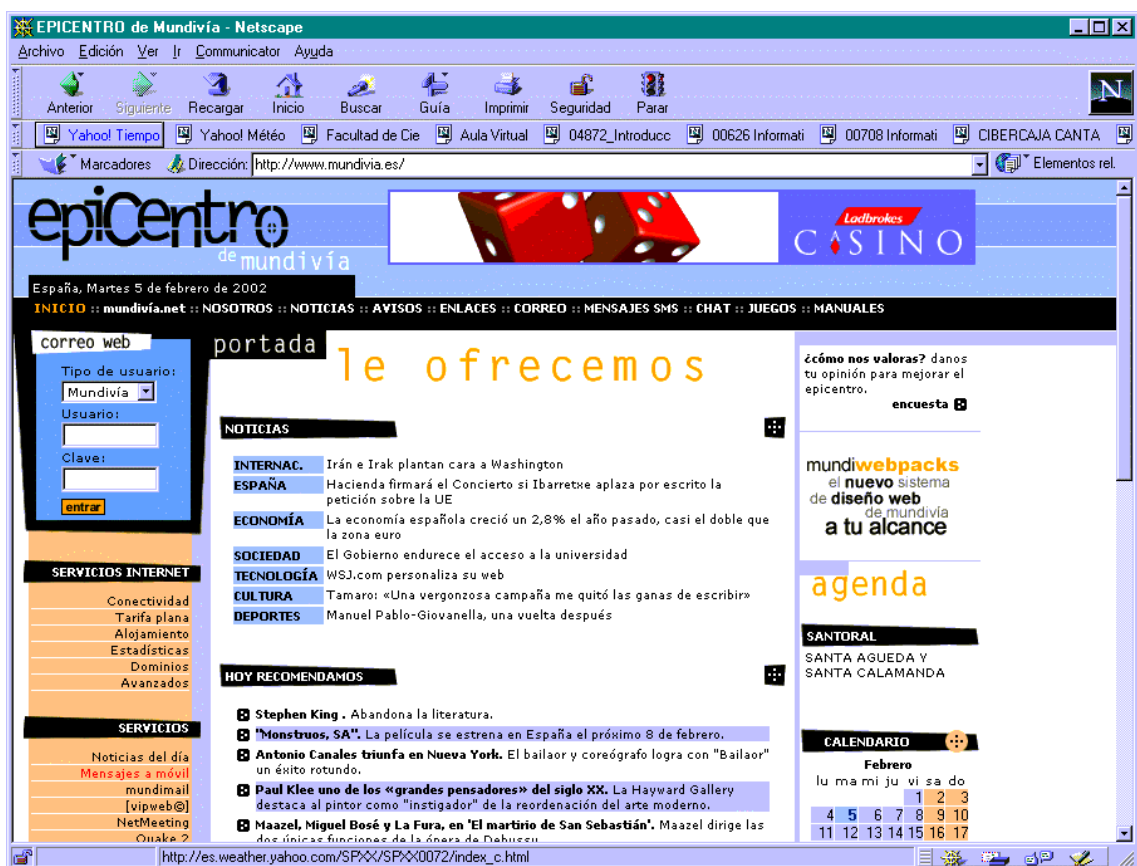 EPICENTRO de Mundivía - Netscape
Archivo Edición Ver Ir Communicator Ayuda
Anterior Siguiente Recargar Inicio Buscar Guía Imprimir Seguridad Parar
N
Yahoo! Tiempo Yahoo! Météo Facultad de Cie Aula Virtual 04872_Introducc 00626 Informati 00708 Informati CIBERCAJA CANTA
Marcadores Dirección: http://www.mundivia.es/ Elementos rel.
epiCentro
de mundivía
Ladbrokes
CASINO
España, Martes 5 de febrero de 2002
INICIO :: mundivía.net :: NOSOTROS :: NOTICIAS :: AVISOS :: ENLACES :: CORREO :: MENSAJES SMS :: CHAT :: JUEGOS :: MANUALES
correo web
Tipo de usuario:
Mundivía
Usuario:
Clave:
entrar
SERVICIOS INTERNET
Conectividad
Tarifa plana
Alojamiento
Estadísticas
Dominios
Avanzados
SERVICIOS
Noticias del día
Mensajes a móvil
mundimail
[vipweb©]
NetMeeting
Quake 2
portada
le ofrecemos
NOTICIAS
INTERNAC. Irán e Irak plantan cara a Washington
ESPAÑA Hacienda firmará el Concierto si Ibarretxe aplaza por escrito la
petición sobre la UE
ECONOMÍA La economía española creció un 2,8% el año pasado, casi el doble que
la zona euro
SOCIEDAD El Gobierno endurece el acceso a la universidad
TECNOLOGÍA WSJ.com personaliza su web
CULTURA Tamaro: «Una vergonzosa campaña me quitó las ganas de escribir»
DEPORTES Manuel Pablo-Giovanella, una vuelta después
HOY RECOMENDAMOS
Stephen King . Abandona la literatura.
"Monstruos, SA". La película se estrena en España el próximo 8 de febrero.
Antonio Canales triunfa en Nueva York. El bailaor y coreógrafo logra con "Bailaor"
un éxito rotundo.
Paul Klee uno de los «grandes pensadores» del siglo XX. La Hayward Gallery
destaca al pintor como "instigador" de la reordenación del arte moderno.
Maazel, Miguel Bosé y La Fura, en 'El martirio de San Sebastián'. Maazel dirige las
dos únicas funciones de la ópera de Debussy
¿cómo nos valoras? danos
tu opinión para mejorar el
epicentro.
encuesta
mundiwebpacks
el nuevo sistema
de diseño web
de mundivía
a tu alcance
agenda
SANTORAL
SANTA AGUEDA Y
SANTA CALAMANDA
CALENDARIO
Febrero
lu ma mi ju vi sa do
1 2 3
4 5 6 7 8 9 10
11 12 13 14 15 16 17
http://es.weather.yahoo.com/SPXX/SPXX0072/index_c.html